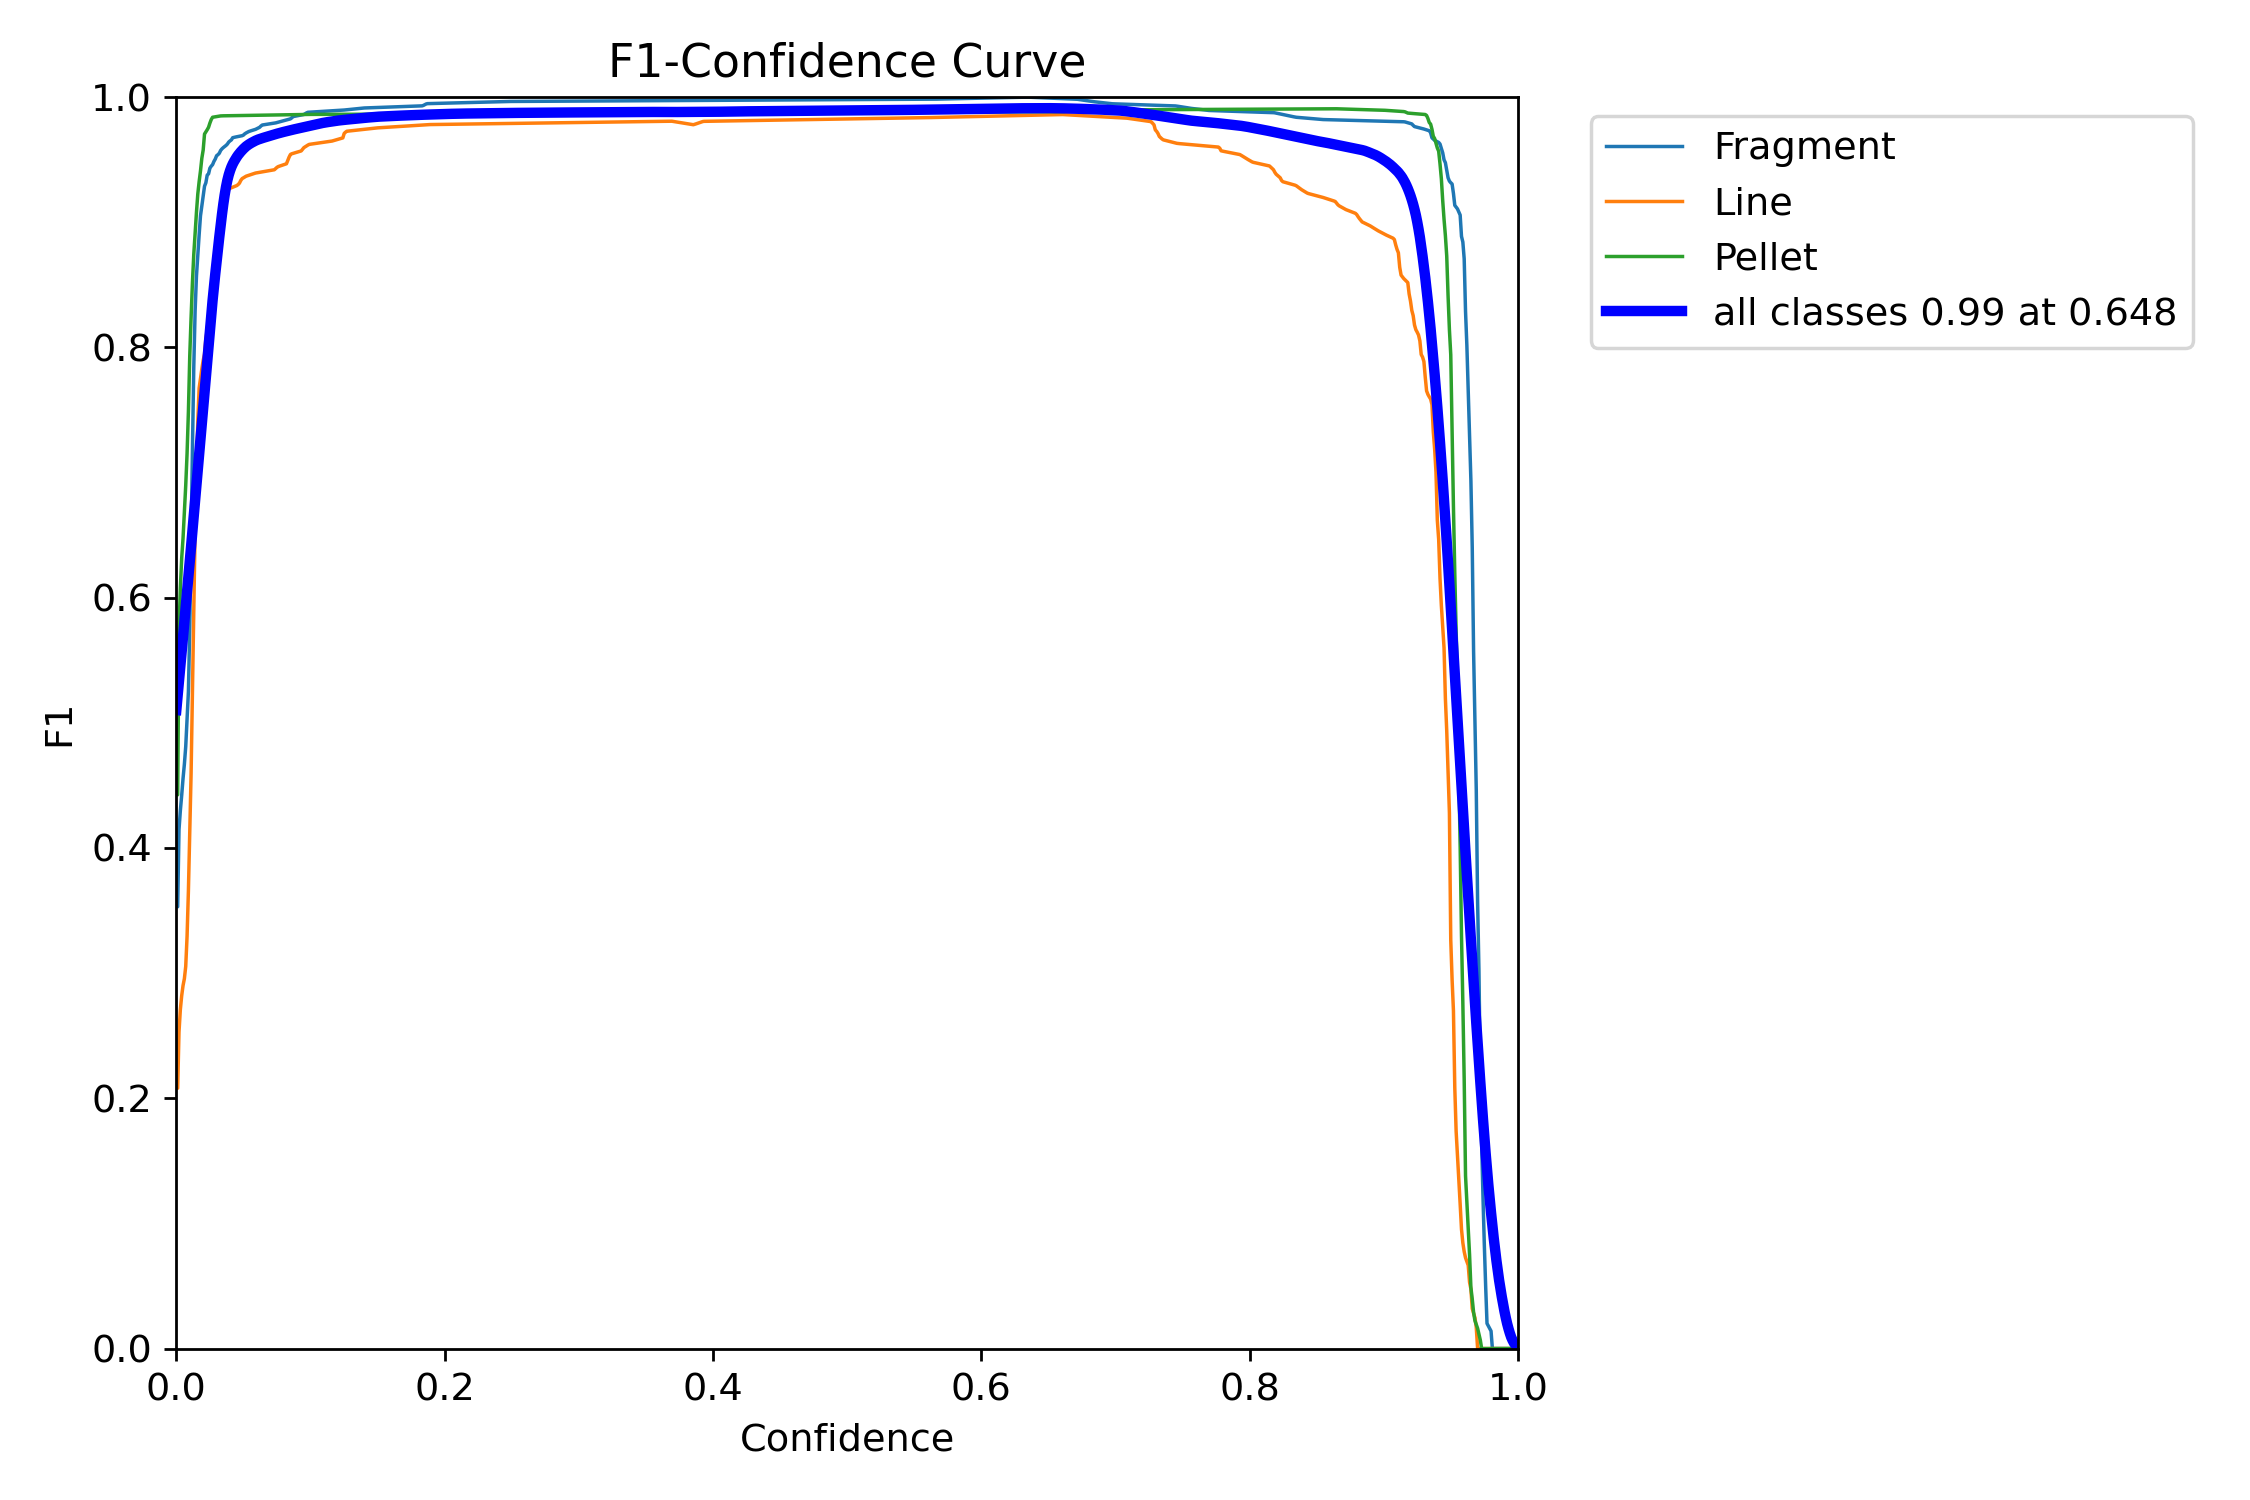 F1-Confidence Curve
1.0
0.8
0.6
0.4
0.2
0.0
F1
0.0 0.2 0.4 0.6 0.8 1.0
Confidence
Fragment
Line
Pellet
all classes 0.99 at 0.648